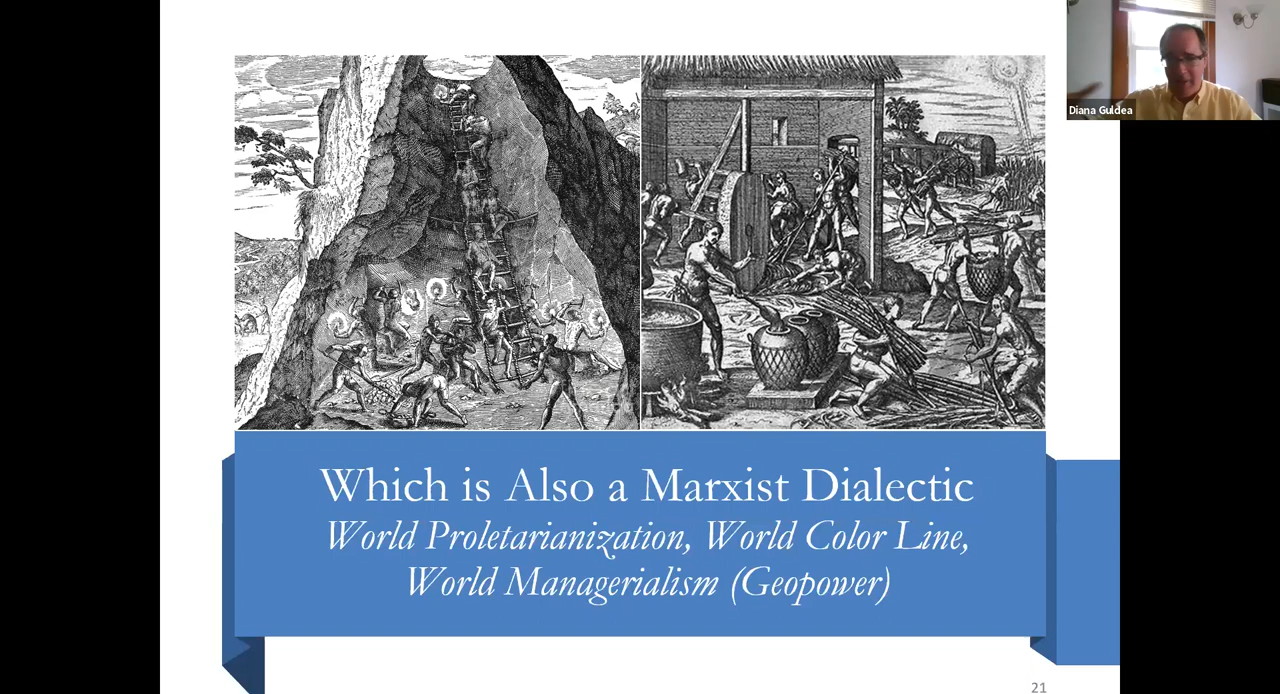 Diana Guldea
Which is Also a Marxist Dialectic
World Proletarianization, World Color Line,
World Managerialism (Geopower)
21